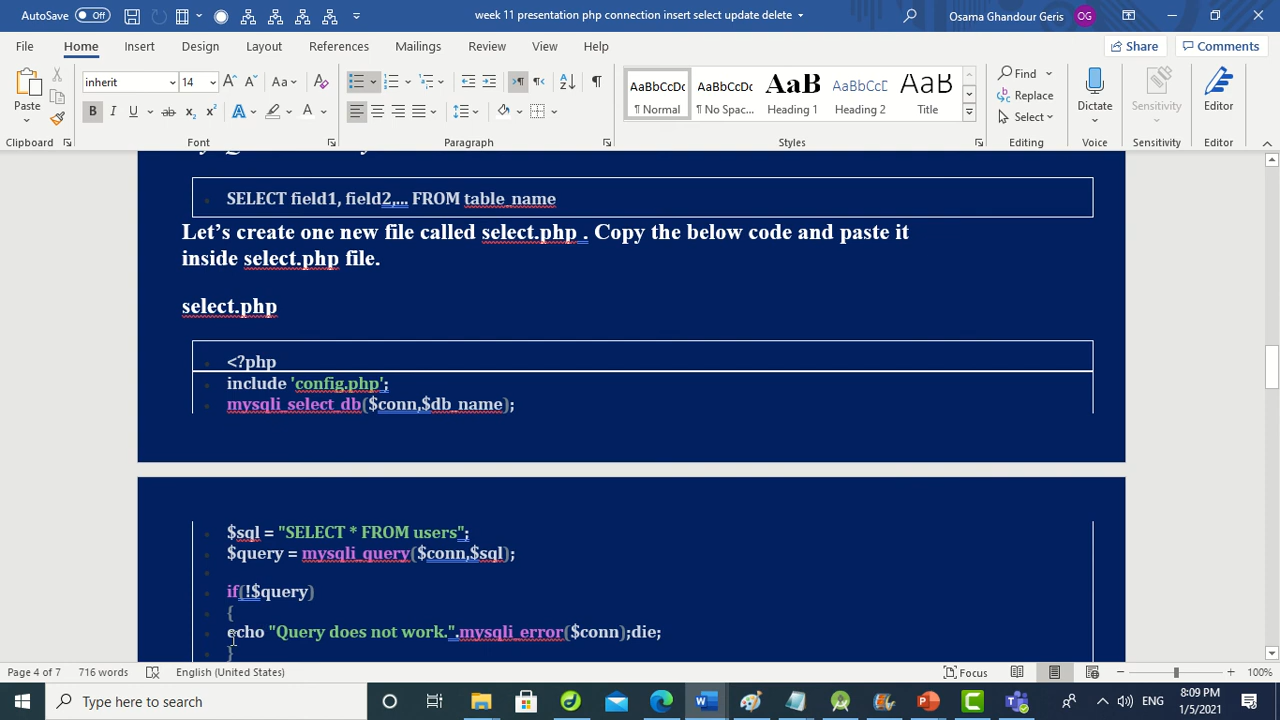 AutoSave Off
week 11 presentation php connection insert select update delete
Osama Ghandour Geris OG
File Home Insert Design Layout References Mailings Review View Help
Share Comments
Paste
inherit 14
Aa
AaBbCcDc AaBbCcDc AaB AaBbCcC AaB
¶ Normal ¶ No Spac... Heading 1 Heading 2 Title
Find
Replace
Select
Dictate Sensitivity Editor
Clipboard Font Paragraph Styles Editing Voice Sensitivity Editor
SELECT field1, field2,... FROM table_name
Let's create one new file called select.php . Copy the below code and paste it
inside select.php file.
select.php
<?php
include 'config.php';
mysqli_select_db($conn,$db_name);
$sql = "SELECT * FROM users";
$query = mysqli_query($conn,$sql);
if(!$query)
{
echo "Query does not work.".mysqli_error($conn);die;
}
Page 4 of 7 716 words English (United States) Focus 100%
Type here to search
ENG
8:09 PM
1/5/2021